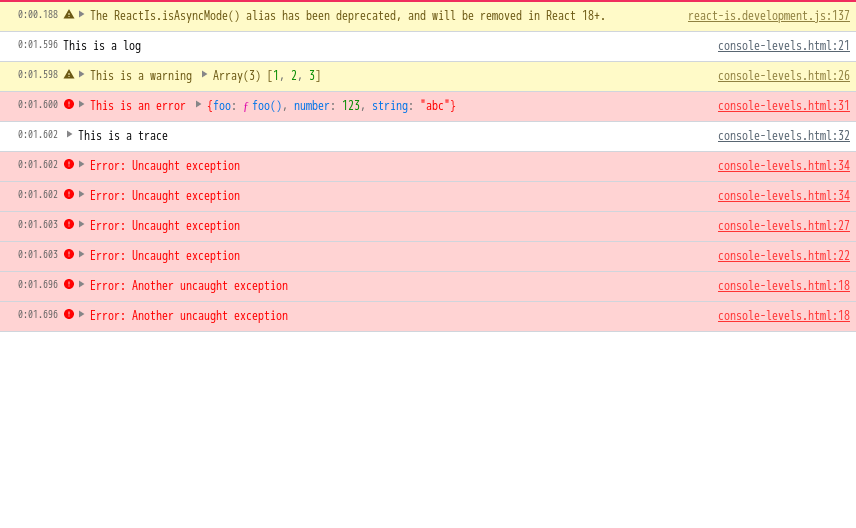 0:00.188 The ReactIs.isAsyncMode() alias has been deprecated, and will be removed in React 18+. react-is.development.js:137
0:01.596 This is a log console-levels.html:21
0:01.598 This is a warning Array(3) [1, 2, 3] console-levels.html:26
0:01.600 This is an error {foo: ƒ foo(), number: 123, string: "abc"} console-levels.html:31
0:01.602 This is a trace console-levels.html:32
0:01.602 Error: Uncaught exception console-levels.html:34
0:01.602 Error: Uncaught exception console-levels.html:34
0:01.603 Error: Uncaught exception console-levels.html:27
0:01.603 Error: Uncaught exception console-levels.html:22
0:01.696 Error: Another uncaught exception console-levels.html:18
0:01.696 Error: Another uncaught exception console-levels.html:18